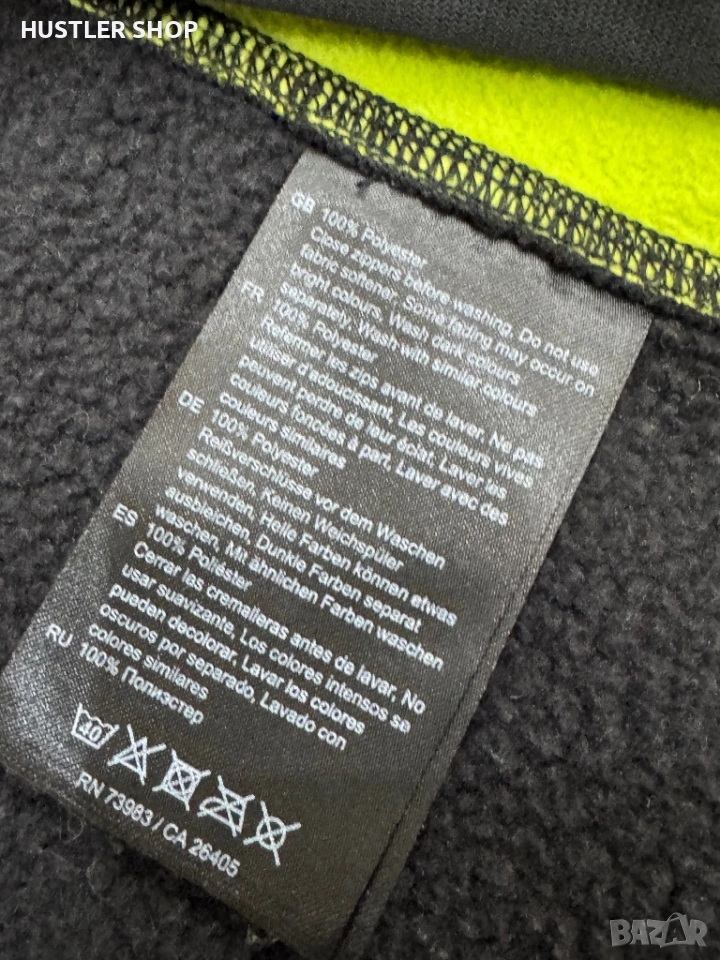 HUSTLER SHOP
GB 100% Polyester
Close zippers before washing. Do not use
fabric softener. Some fading may occur on
bright colours. Wash dark colours
separately, Wash with similar colours
FR 100% Polyester
Refermer les zips avant de laver. Ne pas
utiliser d'adoucissant. Les couleurs vives
peuvent perdre de leur éclat. Laver les
couleurs foncées à part, Laver avec des
couleurs similaires
DE 100% Polyester
Reißverschlüsse vor dem Waschen
schließen, Keinen Weichspüler
verwenden, Helle Farben können etwas
ausbleichen, Dunkle Farben separat
waschen, Mit ähnlichen Farben waschen
ES 100% Poliéster
Cerrar las cremalleras antes de lavar, No
usar suavizante, Los colores intensos se
pueden decolorar, Lavar los colores
oscuros por separado, Lavado con
colores similares
RU 100% Полиэстер
40
RN 73983 / CA 26405
BAZAR